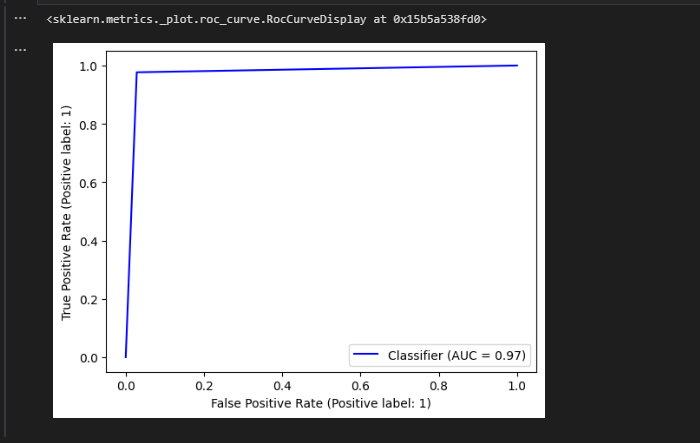 ... <sklearn.metrics._plot.roc_curve.RocCurveDisplay at 0x15b5a538fd0>
...
1.0
0.8
0.6
0.4
0.2
0.0
True Positive Rate (Positive label: 1)
Classifier (AUC = 0.97)
0.0 0.2 0.4 0.6 0.8 1.0
False Positive Rate (Positive label: 1)